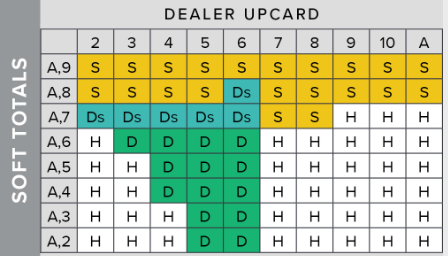 DEALER UPCARD
2 3 4 5 6 7 8 9 10 A
SOFT TOTALS
A,9 S S S S S S S S S S
A,8 S S S S Ds S S S S S
A,7 Ds Ds Ds Ds Ds S S H H H
A,6 H D D D D H H H H H
A,5 H H D D D H H H H H
A,4 H H D D D H H H H H
A,3 H H H D D H H H H H
A,2 H H H D D H H H H H